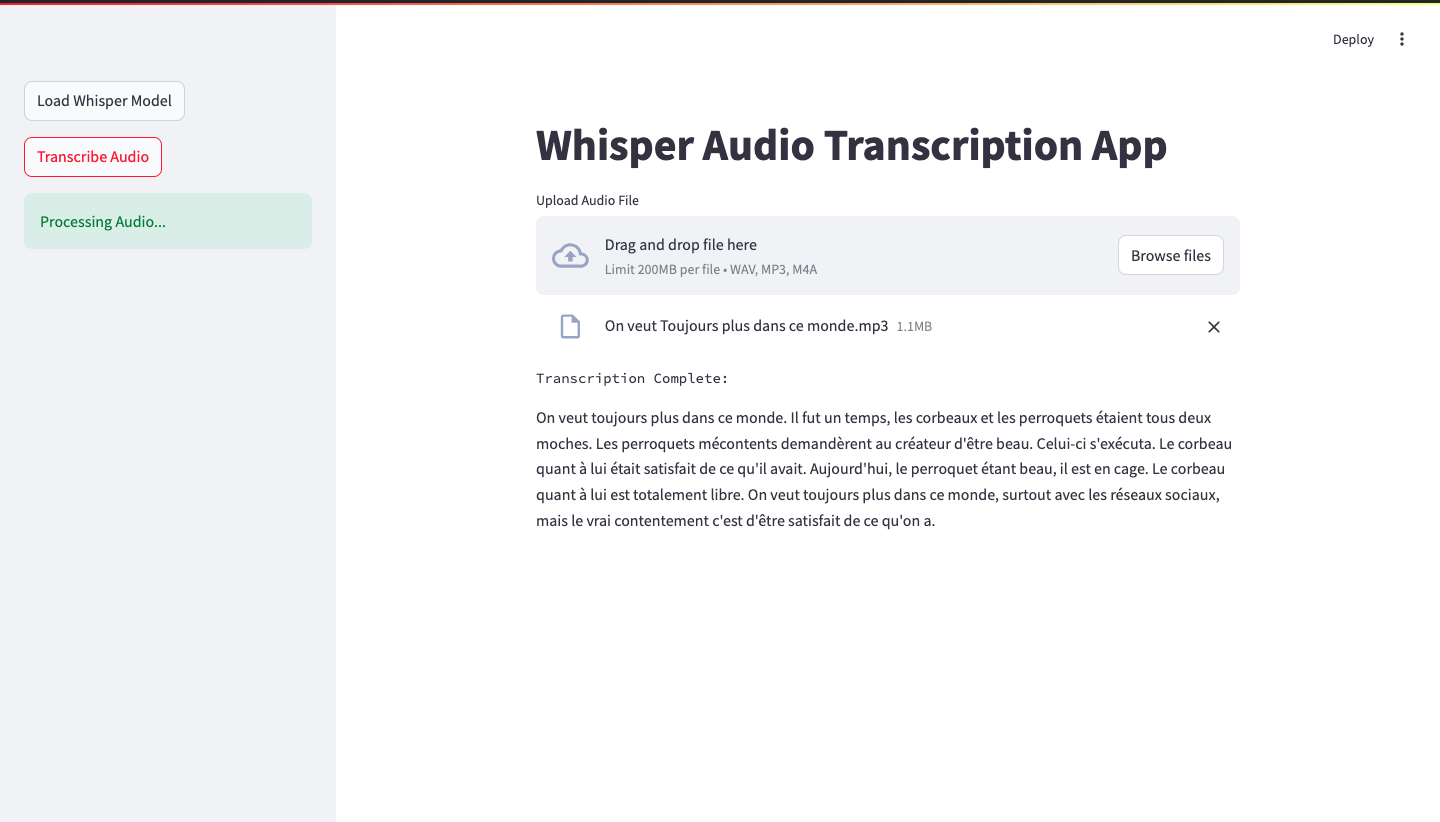 Deploy
Load Whisper Model
Transcribe Audio
Processing Audio...
Whisper Audio Transcription App
Upload Audio File
Drag and drop file here
Limit 200MB per file • WAV, MP3, M4A
Browse files
On veut Toujours plus dans ce monde.mp3 1.1MB
Transcription Complete:
On veut toujours plus dans ce monde. Il fut un temps, les corbeaux et les perroquets étaient tous deux
moches. Les perroquets mécontents demandèrent au créateur d'être beau. Celui-ci s'exécuta. Le corbeau
quant à lui était satisfait de ce qu'il avait. Aujourd'hui, le perroquet étant beau, il est en cage. Le corbeau
quant à lui est totalement libre. On veut toujours plus dans ce monde, surtout avec les réseaux sociaux,
mais le vrai contentement c'est d'être satisfait de ce qu'on a.